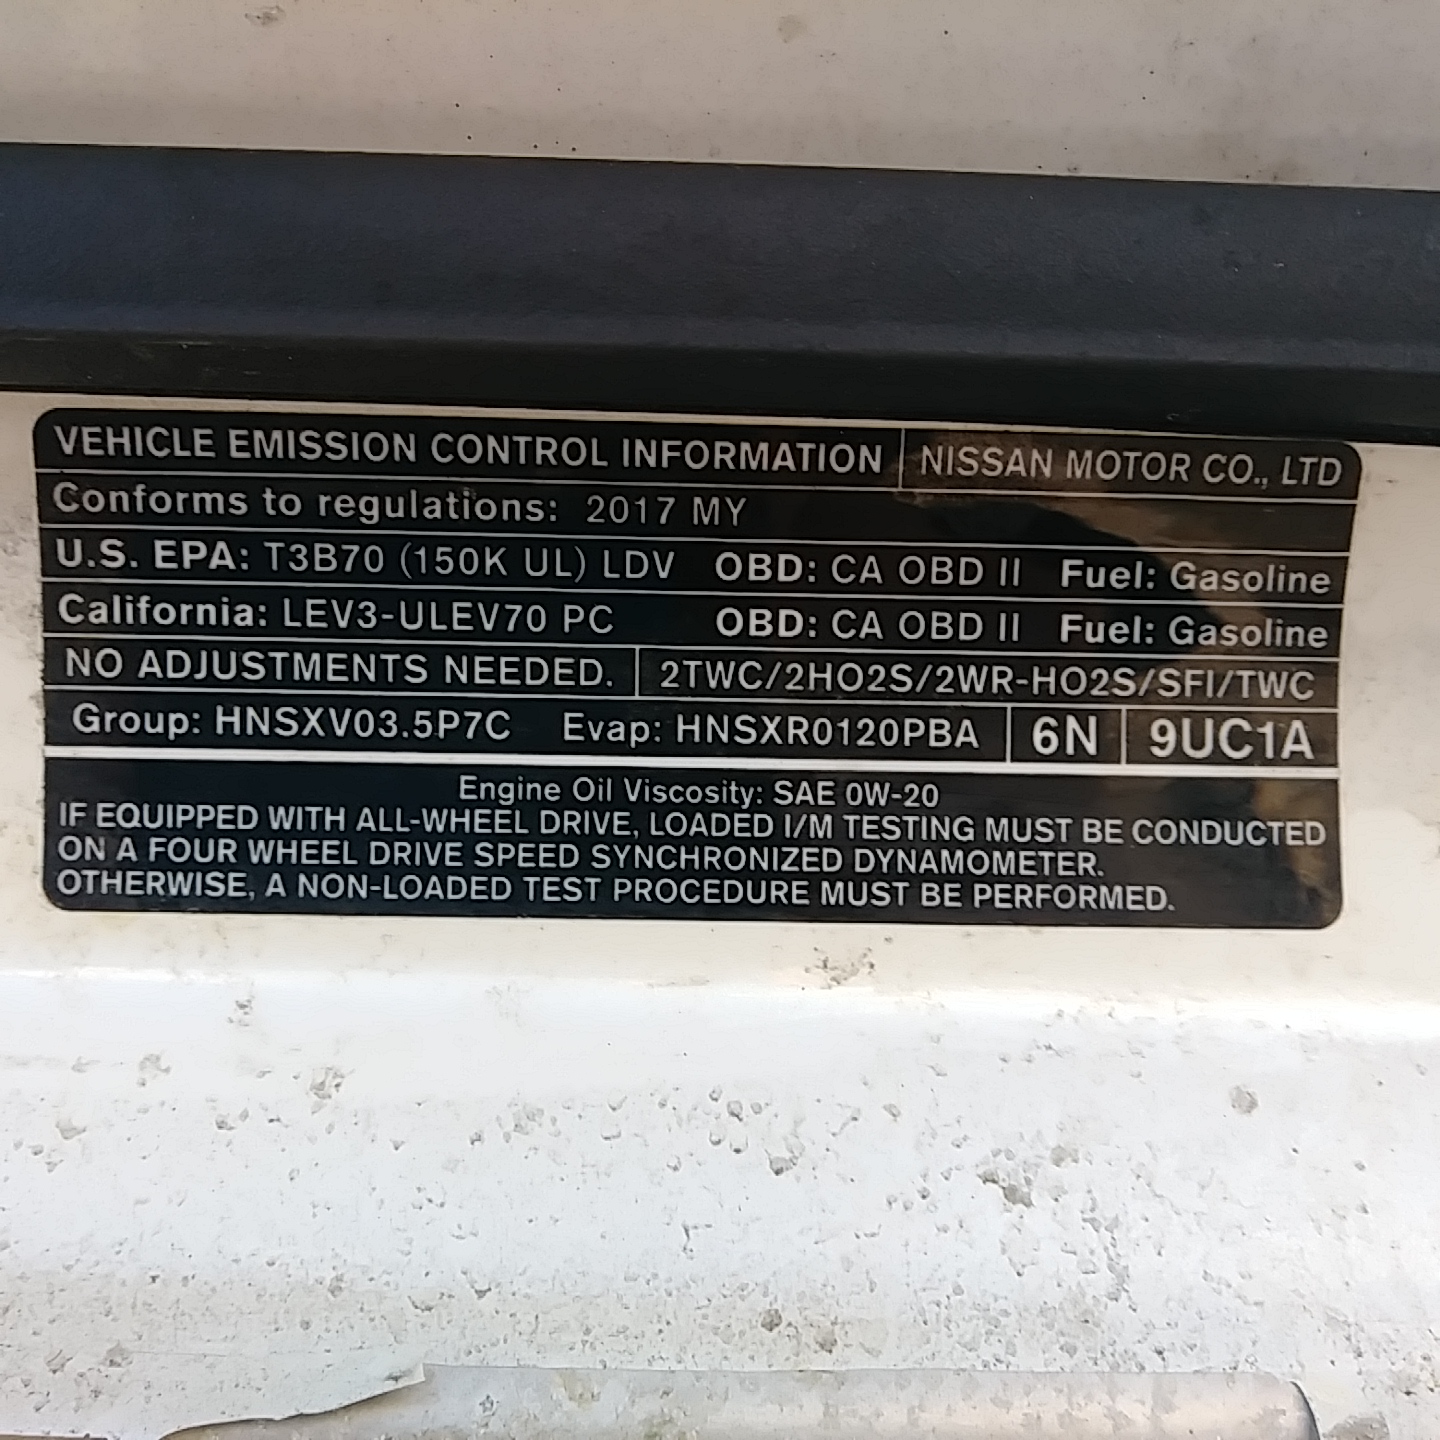 VEHICLE EMISSION CONTROL INFORMATION NISSAN MOTOR CO., LTD
Conforms to regulations: 2017 MY
U.S. EPA: T3B70 (150K UL) LDV OBD: CA OBD II Fuel: Gasoline
California: LEV3-ULEV70 PC OBD: CA OBD II Fuel: Gasoline
NO ADJUSTMENTS NEEDED. 2TWC/2HO2S/2WR-HO2S/SFI/TWC
Group: HNSXV03.5P7C Evap: HNSXR0120PBA 6N 9UC1A
Engine Oil Viscosity: SAE 0W-20
IF EQUIPPED WITH ALL-WHEEL DRIVE, LOADED I/M TESTING MUST BE CONDUCTED
ON A FOUR WHEEL DRIVE SPEED SYNCHRONIZED DYNAMOMETER.
OTHERWISE, A NON-LOADED TEST PROCEDURE MUST BE PERFORMED.